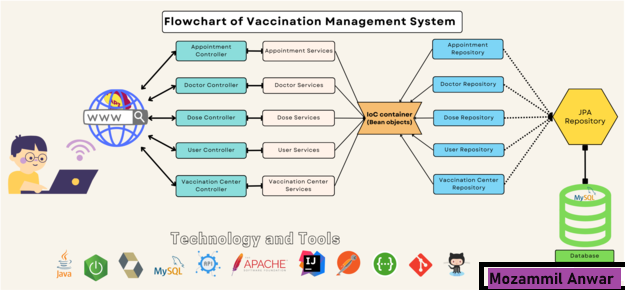 Flowchart of Vaccination Management System
Appointment
Controller
Appointment Services
Appointment
Repository
Doctor Controller
Doctor Services
Doctor Repository
WWW
Dose Controller
Dose Services
IoC container
(Bean objects)
Dose Repository
JPA
Repository
User Controller
User Services
User Repository
Vaccination Center
Controller
Vaccination Center
Services
Vaccination Center
Repository
MySQL
Database
Technology and Tools
Java
MySQL
API
APACHE
IJ
Mozammil Anwar